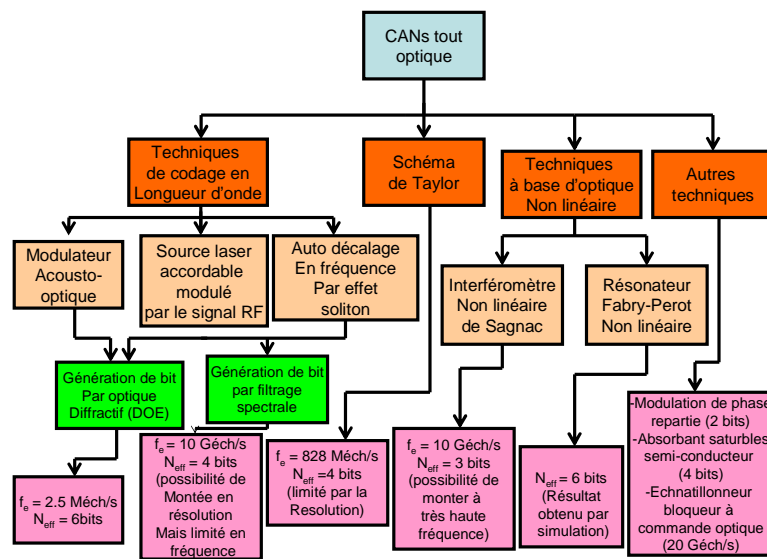 CANs tout
optique
Techniques
de codage en
Longueur d'onde
Schéma
de Taylor
Techniques
à base d'optique
Non linéaire
Autres
techniques
Modulateur
Acousto-
optique
Source laser
accordable
modulé
par le signal RF
Auto décalage
En fréquence
Par effet
soliton
Interféromètre
Non linéaire
de Sagnac
Résonateur
Fabry-Perot
Non linéaire
Génération de bit
Par optique
Diffractif (DOE)
Génération de bit
par filtrage
spectrale
fe = 2.5 Méch/s
Neff = 6bits
fe = 10 Géch/s
Neff = 4 bits
(possibilité de
Montée en
résolution
Mais limité en
fréquence
fe = 828 Méch/s
Neff =4 bits
(limité par la
Resolution)
fe = 10 Géch/s
Neff = 3 bits
(possibilité de
monter à
très haute
fréquence)
Neff = 6 bits
(Résultat
obtenu par
simulation)
-Modulation de phase
repartie (2 bits)
-Absorbant saturbles
semi-conducteur
(4 bits)
-Echnatillonneur
bloqueur à
commande optique
(20 Géch/s)